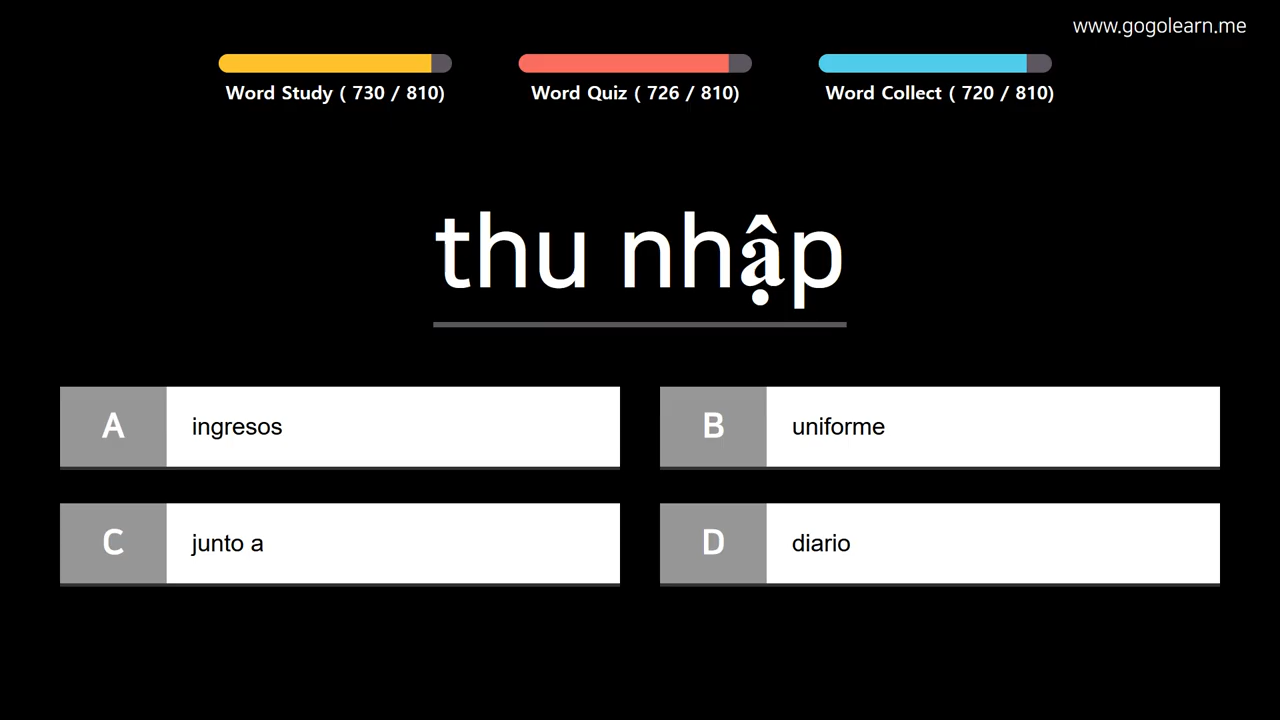 www.gogolearn.me
Word Study ( 730 / 810)
Word Quiz ( 726 / 810)
Word Collect ( 720 / 810)
thu nhập
A ingresos
B uniforme
C junto a
D diario